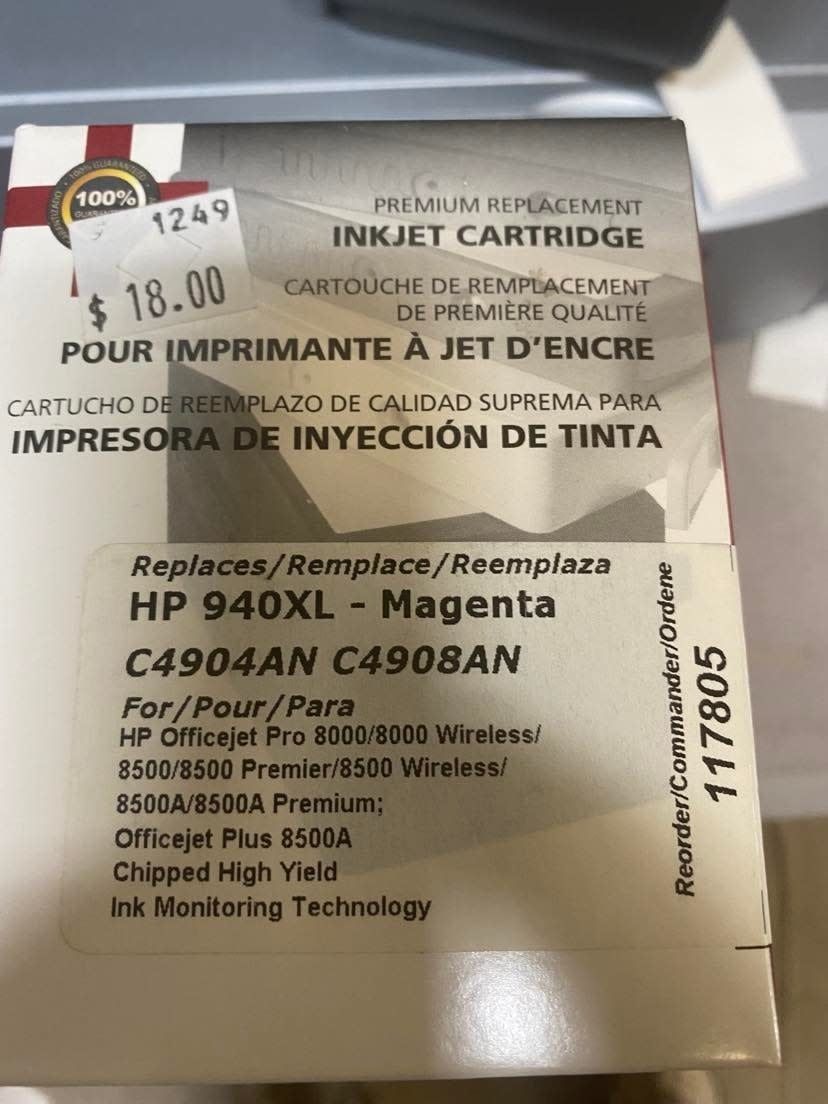 100% GUARANTEED
100%
1249
$ 18.00
PREMIUM REPLACEMENT
INKJET CARTRIDGE
CARTOUCHE DE REMPLACEMENT
DE PREMIÈRE QUALITÉ
POUR IMPRIMANTE À JET D'ENCRE
CARTUCHO DE REEMPLAZO DE CALIDAD SUPREMA PARA
IMPRESORA DE INYECCIÓN DE TINTA
Replaces/Remplace/Reemplaza
HP 940XL - Magenta
C4904AN C4908AN
For/Pour/Para
HP Officejet Pro 8000/8000 Wireless/
8500/8500 Premier/8500 Wireless/
8500A/8500A Premium;
Officejet Plus 8500A
Chipped High Yield
Ink Monitoring Technology
Reorder/Commander/Ordene
117805